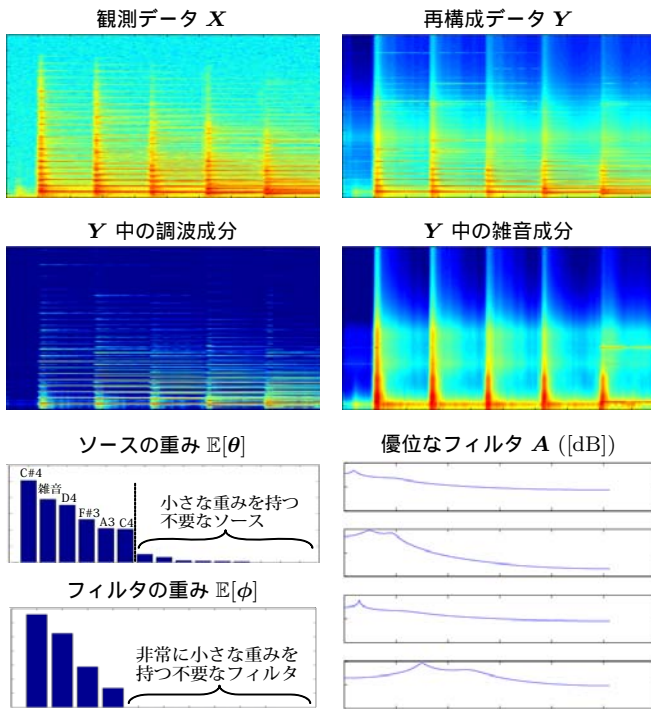 観測データ X
再構成データ Y
Y 中の調波成分
Y 中の雑音成分
ソースの重み 𝔼[θ]
C#4
雑音
D4
F#3
A3
C4
小さな重みを持つ
不要なソース
優位なフィルタ A ([dB])
フィルタの重み 𝔼[ϕ]
非常に小さな重みを
持つ不要なフィルタ